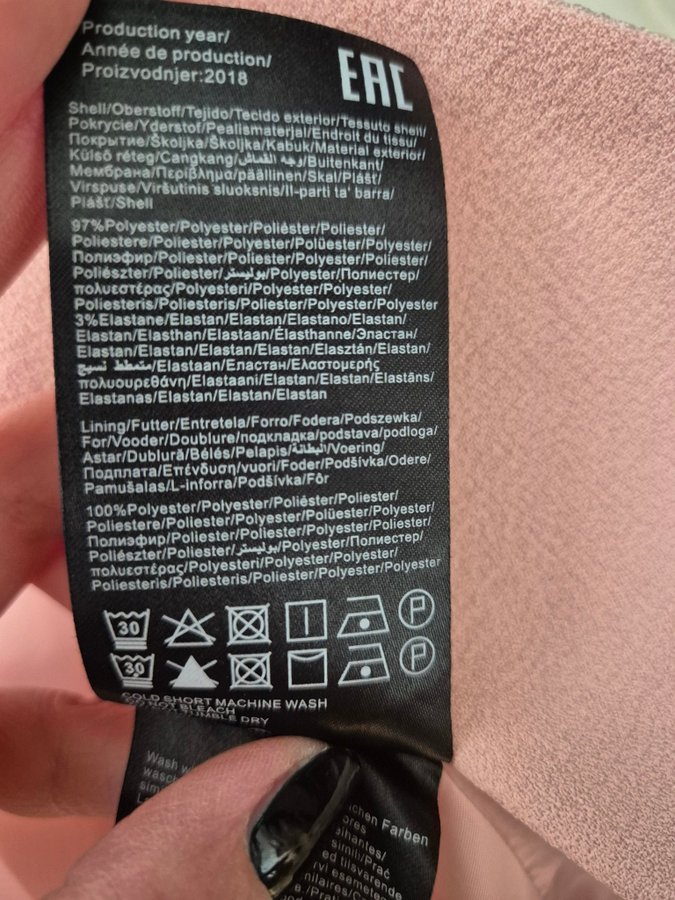 Production year/
Année de production/
Proizvodnjer:2018
EAC
Shell/Oberstoff/Tejido/Tecido exterior/Tessuto shell/
Pokrycie/Yderstof/Pealismaterjal/Endroit du tissu/
Покрытие/Školjka/Školjka/Kabuk/Material exterior/
Külső réteg/Cangkang/وجه القماش/Buitenkant/
Мембрана/Περίβλημα/päällinen/Skal/Plášť/
Virspuse/Viršutinis sluoksnis/Il-parti ta' barra/
Plášť/Shell
97%Polyester/Polyester/Poliéster/Poliester/
Poliestere/Poliester/Polyester/Polüester/Polyester/
Полиэфир/Poliester/Poliester/Polyester/Poliester/
Poliészter/Poliester/بوليستر/Polyester/Полиестер/
πολυεστέρας/Polyesteri/Polyester/Polyester/
Poliesteris/Poliesteris/Poliester/Polyester/Polyester
3%Elastane/Elastan/Elastan/Elastano/Elastan/
Elastan/Elasthan/Elastaan/Élasthanne/Эластан/
Elastan/Elastan/Elastan/Elastan/Elasztán/Elastan/
متمطط نسيج/Elastaan/Еластан/Ελαστομερής
πολυουρεθάνη/Elastaani/Elastan/Elastan/Elastāns/
Elastanas/Elastan/Elastan/Elastan
Lining/Futter/Entretela/Forro/Fodera/Podszewka/
For/Vooder/Doublure/подкладка/podstava/podloga/
Astar/Dublură/Bélés/Pelapis/البطانة/Voering/
Подплата/Επένδυση/vuori/Foder/Podšívka/Odere/
Pamušalas/L-inforra/Podšívka/Fôr
100%Polyester/Polyester/Poliéster/Poliester/
Poliestere/Poliester/Polyester/Polüester/Polyester/
Полиэфир/Poliester/Poliester/Polyester/Poliester/
Poliészter/Poliester/بوليستر/Polyester/Полиестер/
πολυεστέρας/Polyesteri/Polyester/Polyester/
Poliesteris/Poliesteris/Poliester/Polyester/Polyester
30 P
30 P
COLD SHORT MACHINE WASH
DO NOT BLEACH
NOT TUMBLE DRY
Wash
chen Farben